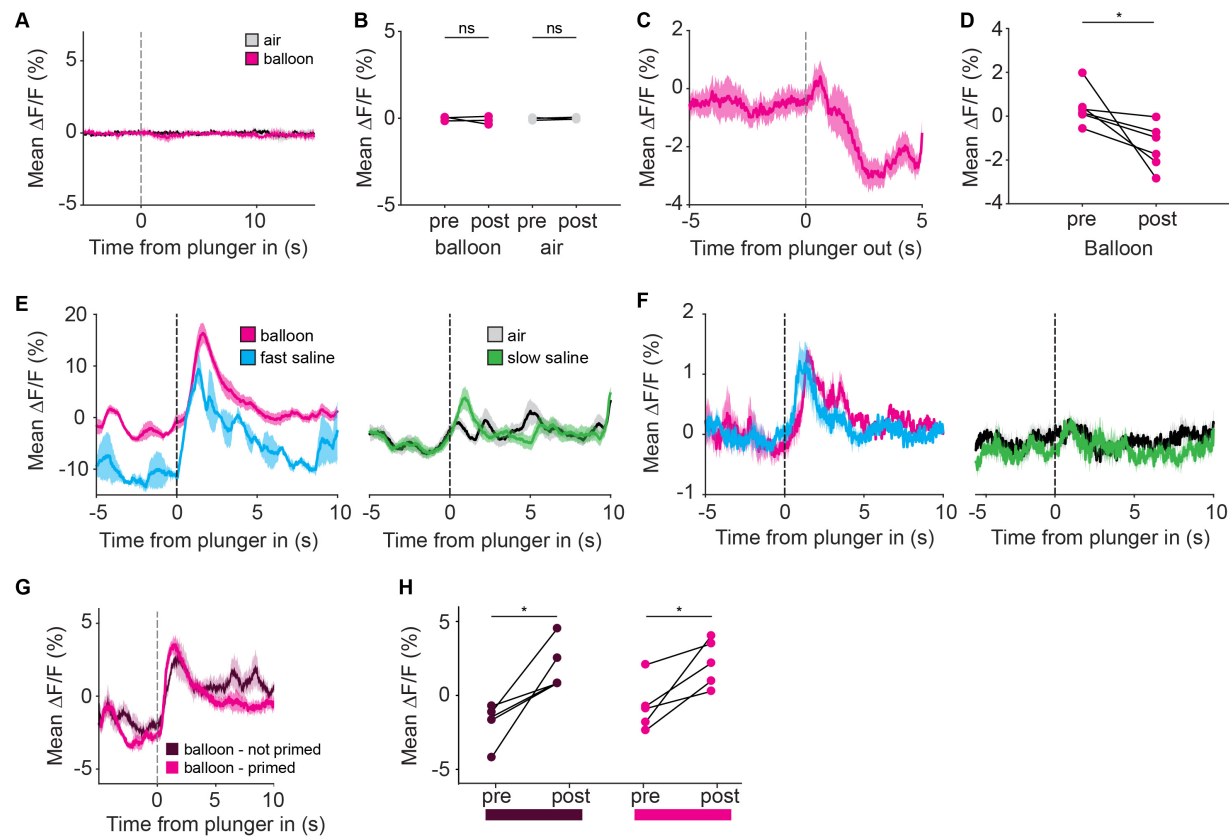 A
Mean ΔF/F (%)
5
0
-5
0
10
Time from plunger in (s)
air
balloon
B
Mean ΔF/F (%)
5
0
-5
ns
ns
pre post pre post
balloon air
C
Mean ΔF/F (%)
2
0
-2
-4
-5
0
5
Time from plunger out (s)
D
Mean ΔF/F (%)
4
2
0
-2
-4
*
pre post
Balloon
E
Mean ΔF/F (%)
20
10
0
-10
-5
0
5
10
Time from plunger in (s)
balloon
fast saline
air
slow saline
-5
0
5
10
Time from plunger in (s)
F
Mean ΔF/F (%)
2
1
0
-1
-5
0
5
10
Time from plunger in (s)
-5
0
5
10
Time from plunger in (s)
G
Mean ΔF/F (%)
5
0
-5
balloon - not primed
balloon - primed
0
5
10
Time from plunger in (s)
H
Mean ΔF/F (%)
5
0
-5
*
*
pre post pre post